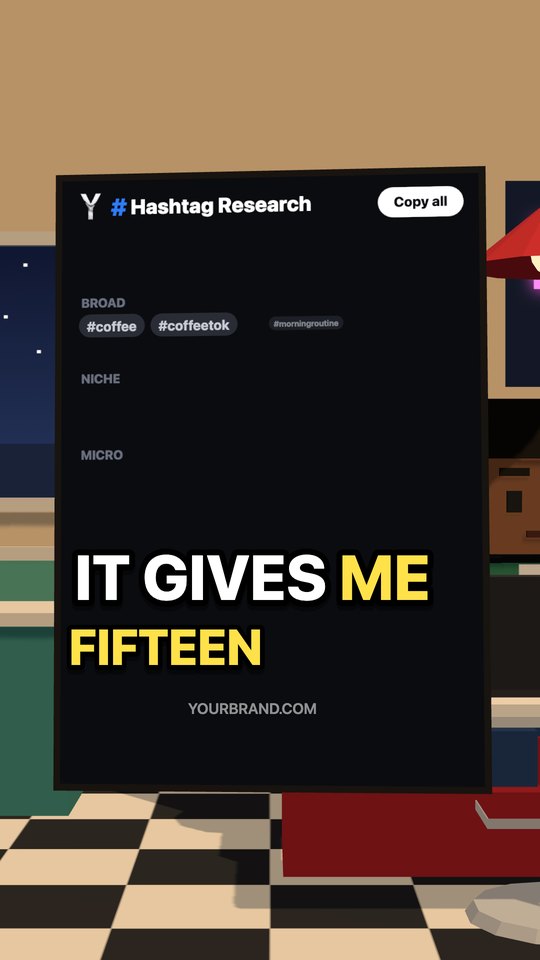 Y # Hashtag Research
Copy all
BROAD
#coffee #coffeetok #morningroutine
NICHE
MICRO
IT GIVES ME
FIFTEEN
YOURBRAND.COM